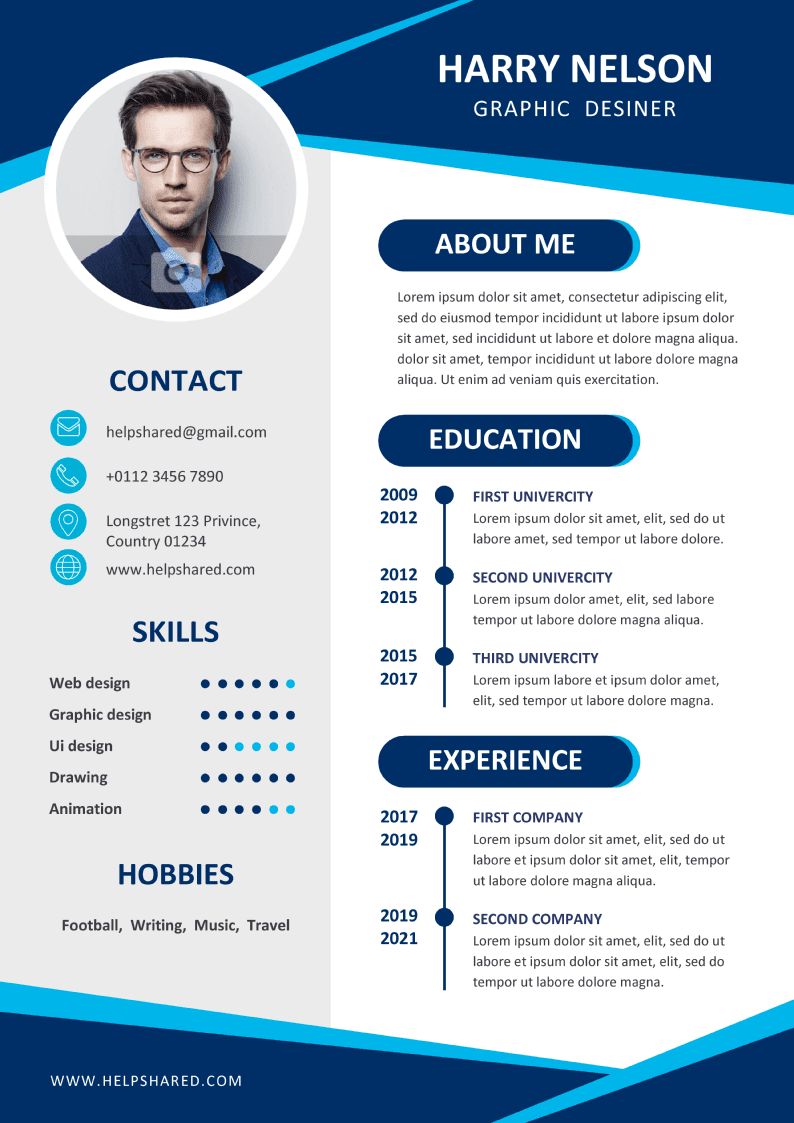 HARRY NELSON
GRAPHIC DESINER
CONTACT
helpshared@gmail.com
+0112 3456 7890
Longstret 123 Privince,
Country 01234
www.helpshared.com
SKILLS
Web design
Graphic design
Ui design
Drawing
Animation
HOBBIES
Football, Writing, Music, Travel
ABOUT ME
Lorem ipsum dolor sit amet, consectetur adipiscing elit,
sed do eiusmod tempor incididunt ut labore ipsum dolor
sit amet, sed incididunt ut labore et dolore magna aliqua.
dolor sit amet, tempor incididunt ut labore dolore magna
aliqua. Ut enim ad veniam quis exercitation.
EDUCATION
2009
2012
FIRST UNIVERCITY
Lorem ipsum dolor sit amet, elit, sed do ut
labore amet, sed tempor ut labore dolore.
2012
2015
SECOND UNIVERCITY
Lorem ipsum dolor amet, elit, sed labore
tempor ut labore dolore magna aliqua.
2015
2017
THIRD UNIVERCITY
Lorem ipsum labore et ipsum dolor amet,
elit, sed tempor ut labore dolore magna.
EXPERIENCE
2017
2019
FIRST COMPANY
Lorem ipsum dolor sit amet, elit, sed do ut
labore et ipsum dolor sit amet, elit, tempor
ut labore dolore magna aliqua.
2019
2021
SECOND COMPANY
Lorem ipsum dolor sit amet, elit, sed do ut
labore et ipsum dolor sit amet, elit, sed do
tempor ut labore dolore magna.
WWW.HELPSHARED.COM